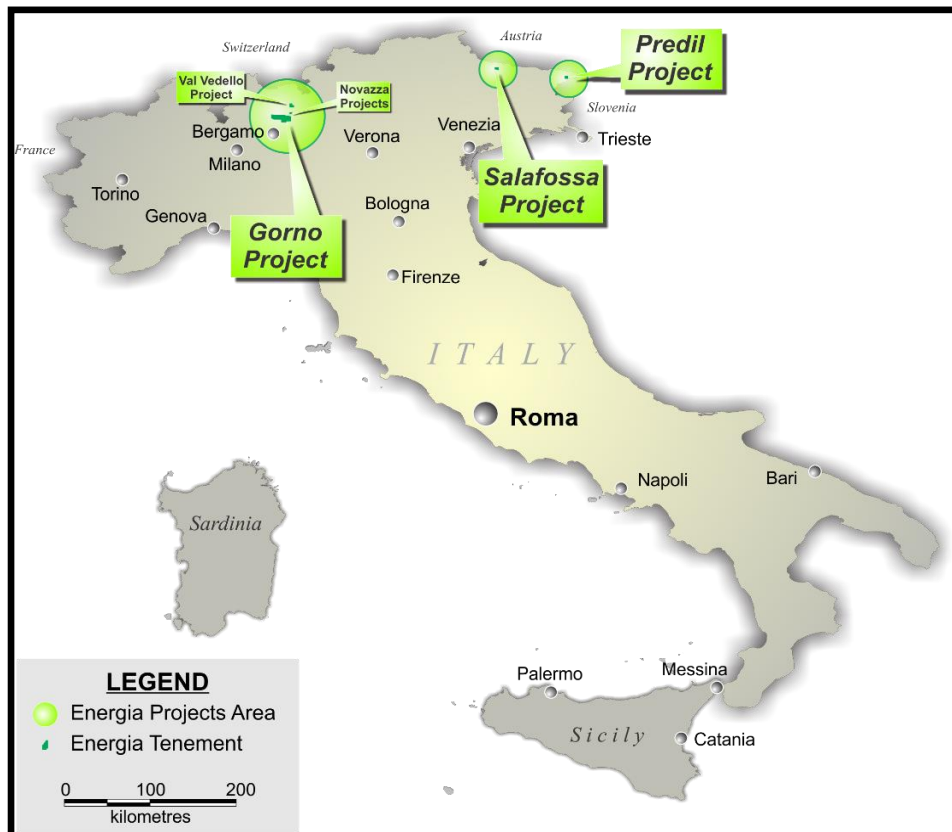 Austria
Predil
Project
Switzerland
Val Vedello
Project
Novazza
Projects
Slovenia
Bergamo
Verona
Venezia
Trieste
France
Milano
Torino
Salafossa
Project
Genova
Bologna
Gorno
Project
Firenze
ITALY
Roma
Napoli
Bari
Sardinia
Palermo
Messina
Sicily
Catania
LEGEND
Energia Projects Area
Energia Tenement
0 100 200
kilometres